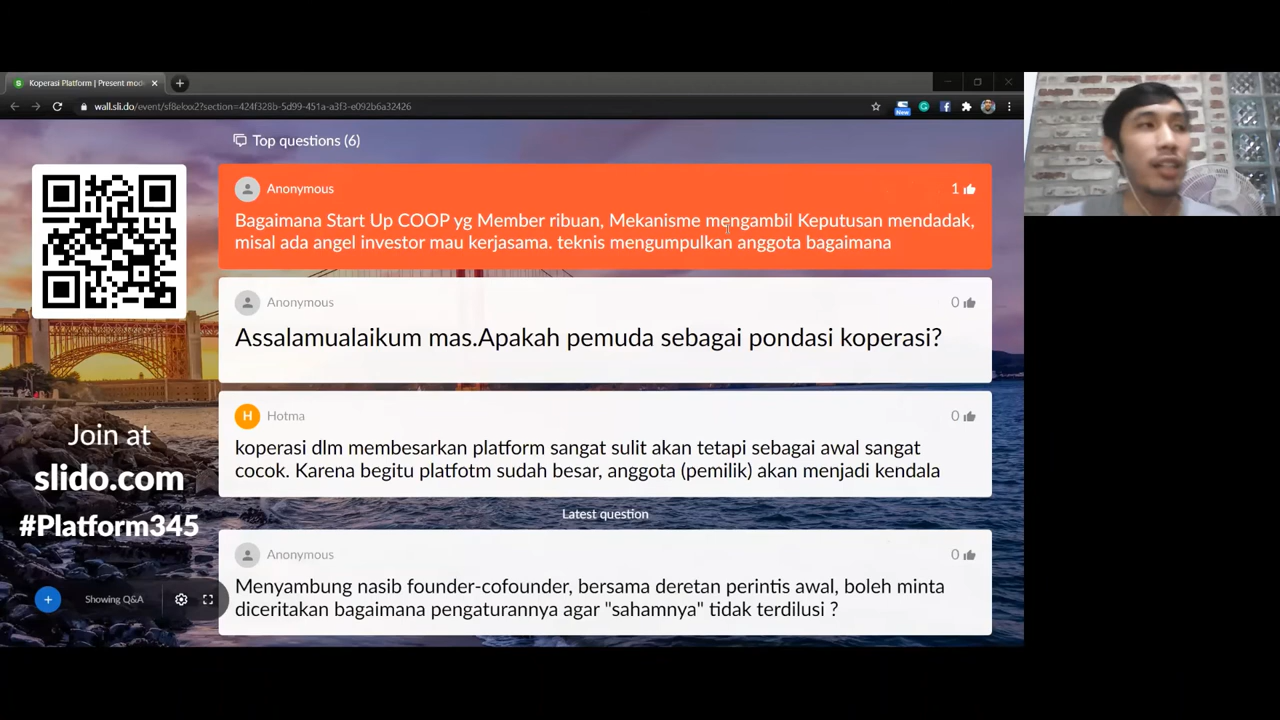 Koperasi Platform | Present mod
wall.sli.do/event/sf8elox2?section=424f328b-5d99-451a-a3f3-e092b6a32426
New
Top questions (6)
Anonymous
1
Bagaimana Start Up COOP yg Member ribuan, Mekanisme mengambil Keputusan mendadak,
misal ada angel investor mau kerjasama. teknis mengumpulkan anggota bagaimana
Anonymous
0
Assalamualaikum mas.Apakah pemuda sebagai pondasi koperasi?
H
Hotma
0
koperasi dlm membesarkan platform sangat sulit akan tetapi sebagai awal sangat
cocok. Karena begitu platfotm sudah besar, anggota (pemilik) akan menjadi kendala
Latest question
Anonymous
0
Menyambung nasib founder-cofounder, bersama deretan perintis awal, boleh minta
diceritakan bagaimana pengaturannya agar "sahamnya" tidak terdilusi ?
Join at
slido.com
#Platform345
Showing Q&A